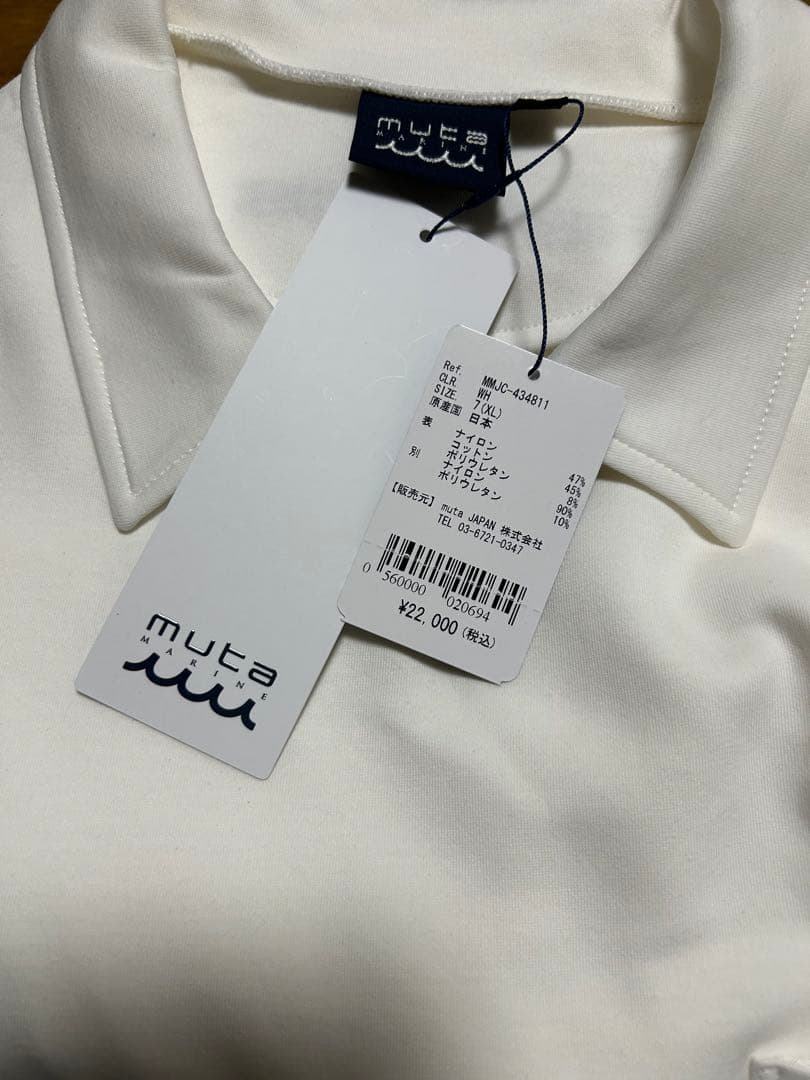 muta
MARINE
Ref. MMJC-434811
CLR. WH
SIZE. 7(XL)
原産国 日本
表 ナイロン 47%
コットン 45%
ポリウレタン 8%
別 ナイロン 90%
ポリウレタン 10%
【販売元】 muta JAPAN 株式会社
TEL 03-6721-0347
0 560000 020694
¥22,000(税込)
muta
MARINE